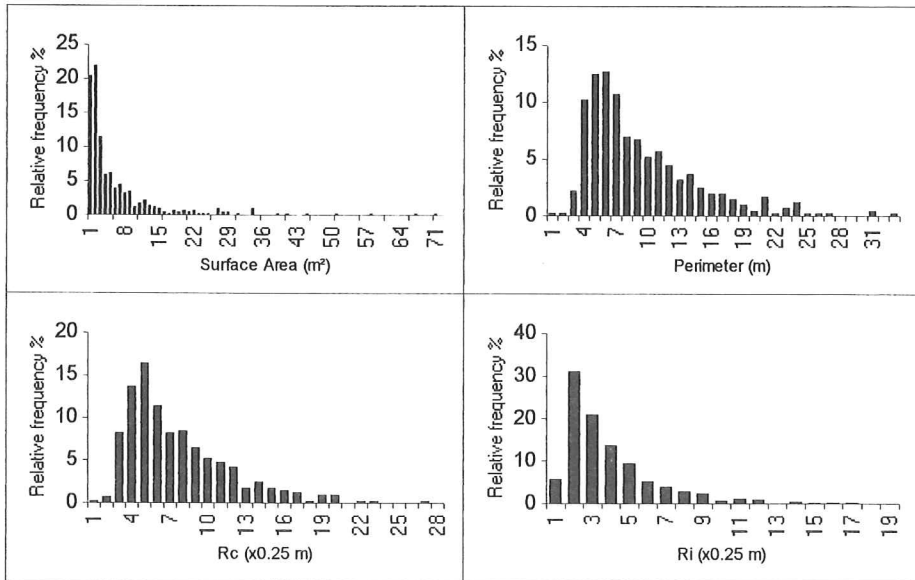 Relative frequency %
25
20
15
10
5
0
1 8 15 22 29 36 43 50 57 64 71
Surface Area (m²)
Relative frequency %
15
10
5
0
1 4 7 10 13 16 19 22 25 28 31
Perimeter (m)
Relative frequency %
20
15
10
5
0
1 4 7 10 13 16 19 22 25 28
Rc (x0.25 m)
Relative frequency %
40
30
20
10
0
1 3 5 7 9 11 13 15 17 19
Ri (x0.25 m)